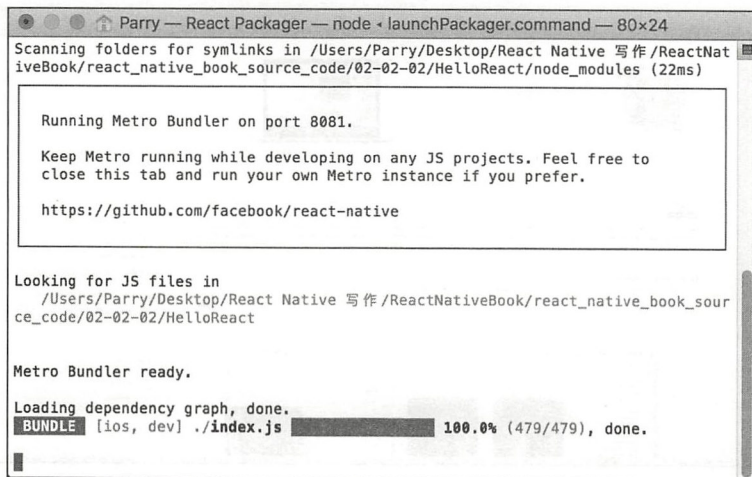 Parry — React Packager — node ◂ launchPackager.command — 80×24
Scanning folders for symlinks in /Users/Parry/Desktop/React Native 写作/ReactNat
iveBook/react_native_book_source_code/02-02-02/HelloReact/node_modules (22ms)
Running Metro Bundler on port 8081.
Keep Metro running while developing on any JS projects. Feel free to
close this tab and run your own Metro instance if you prefer.
https://github.com/facebook/react-native
Looking for JS files in
/Users/Parry/Desktop/React Native 写作/ReactNativeBook/react_native_book_sour
ce_code/02-02-02/HelloReact
Metro Bundler ready.
Loading dependency graph, done.
BUNDLE [ios, dev] ./index.js 100.0% (479/479), done.